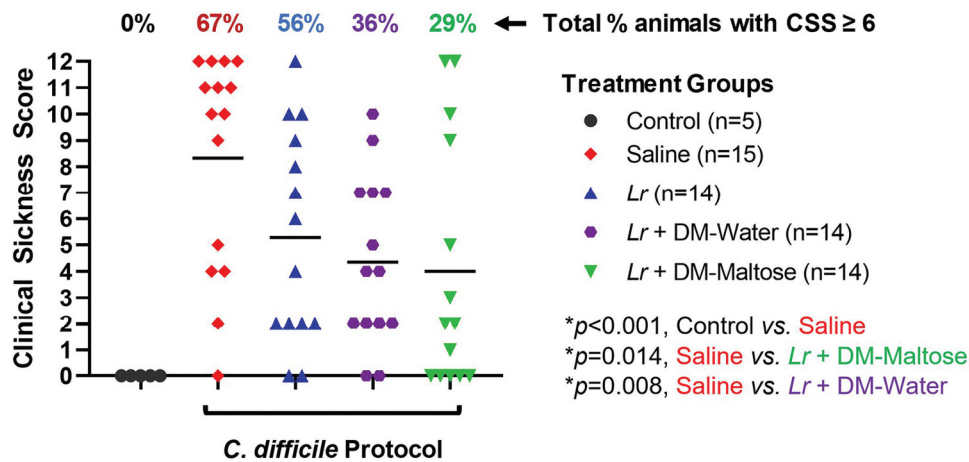 0% 67% 56% 36% 29% Total % animals with CSS ≥ 6
Clinical Sickness Score
12
11
10
9
8
7
6
5
4
3
2
1
0
C. difficile Protocol
Treatment Groups
Control (n=5)
Saline (n=15)
Lr (n=14)
Lr + DM-Water (n=14)
Lr + DM-Maltose (n=14)
*p<0.001, Control vs. Saline
*p=0.014, Saline vs. Lr + DM-Maltose
*p=0.008, Saline vs. Lr + DM-Water